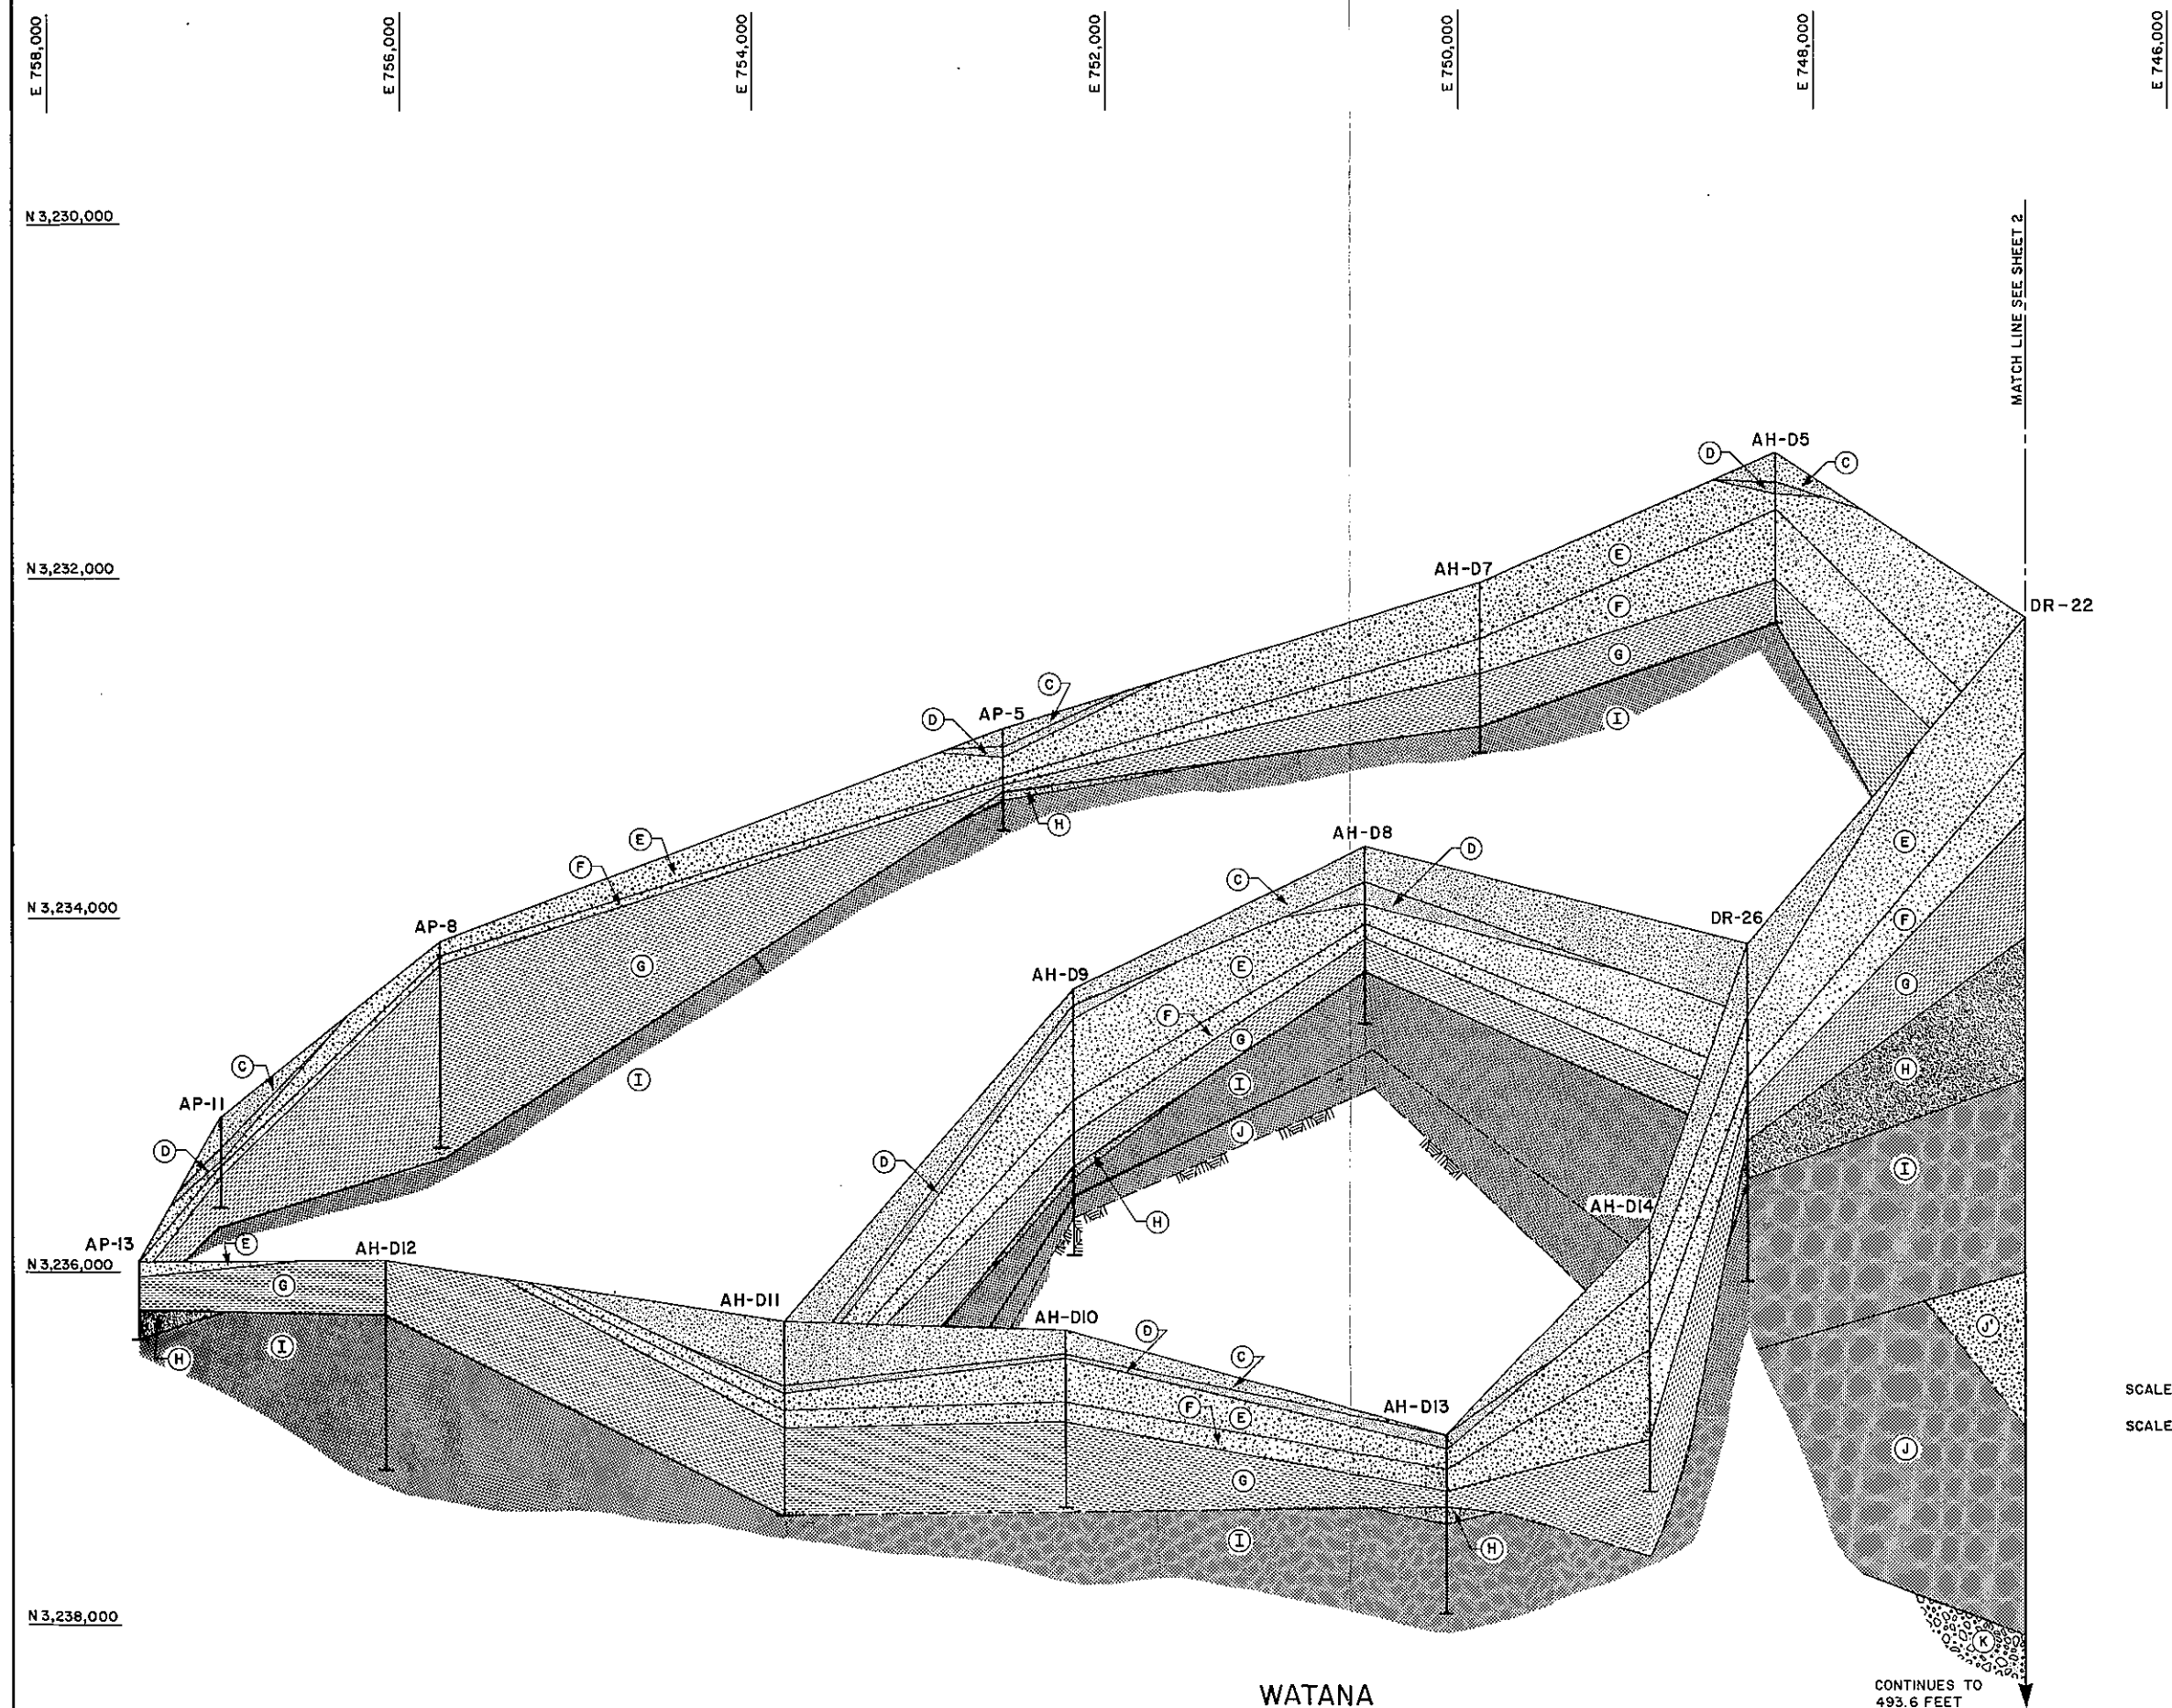 E 758,000
E 756,000
E 754,000
E 752,000
E 750,000
E 748,000
E 746,000
N 3,230,000
MATCH LINE SEE SHEET 2
AH-D5
D
C
N 3,232,000
AH-D7
E
DR-22
F
G
C
D
AP-5
I
H
E
F
AH-D8
D
C
E
N 3,234,000
AP-8
DR-26
F
G
AH-D9
E
G
F
G
H
C
I
I
AP-11
J
D
D
I
H
AH-D14
AP-13
E
AH-D12
N 3,236,000
G
AH-D11
AH-D10
J'
D
I
H
C
SCALE
F
E
AH-D13
SCALE
J
G
I
H
N 3,238,000
K
WATANA
CONTINUES TO
493.6 FEET